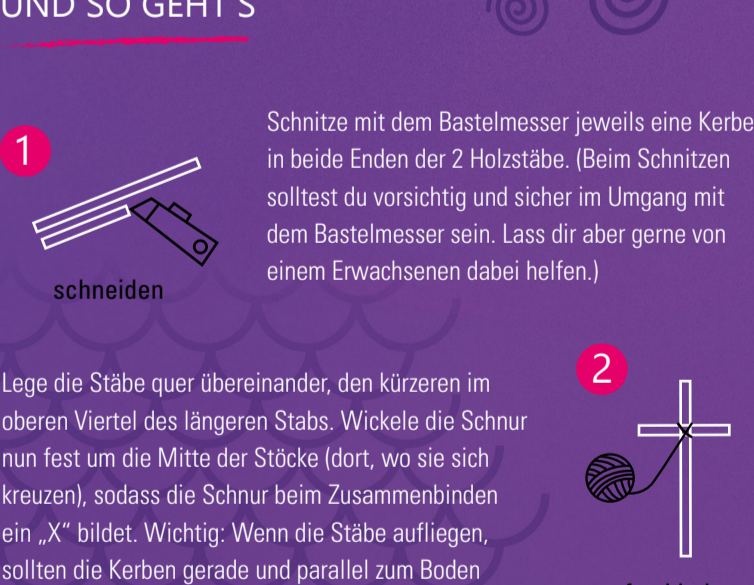 UND SO GEHT'S
1
Schnitze mit dem Bastelmesser jeweils eine Kerbe
in beide Enden der 2 Holzstäbe. (Beim Schnitzen
solltest du vorsichtig und sicher im Umgang mit
dem Bastelmesser sein. Lass dir aber gerne von
einem Erwachsenen dabei helfen.)
schneiden
2
Lege die Stäbe quer übereinander, den kürzeren im
oberen Viertel des längeren Stabs. Wickele die Schnur
nun fest um die Mitte der Stöcke (dort, wo sie sich
kreuzen), sodass die Schnur beim Zusammenbinden
ein „X“ bildet. Wichtig: Wenn die Stäbe aufliegen,
sollten die Kerben gerade und parallel zum Boden